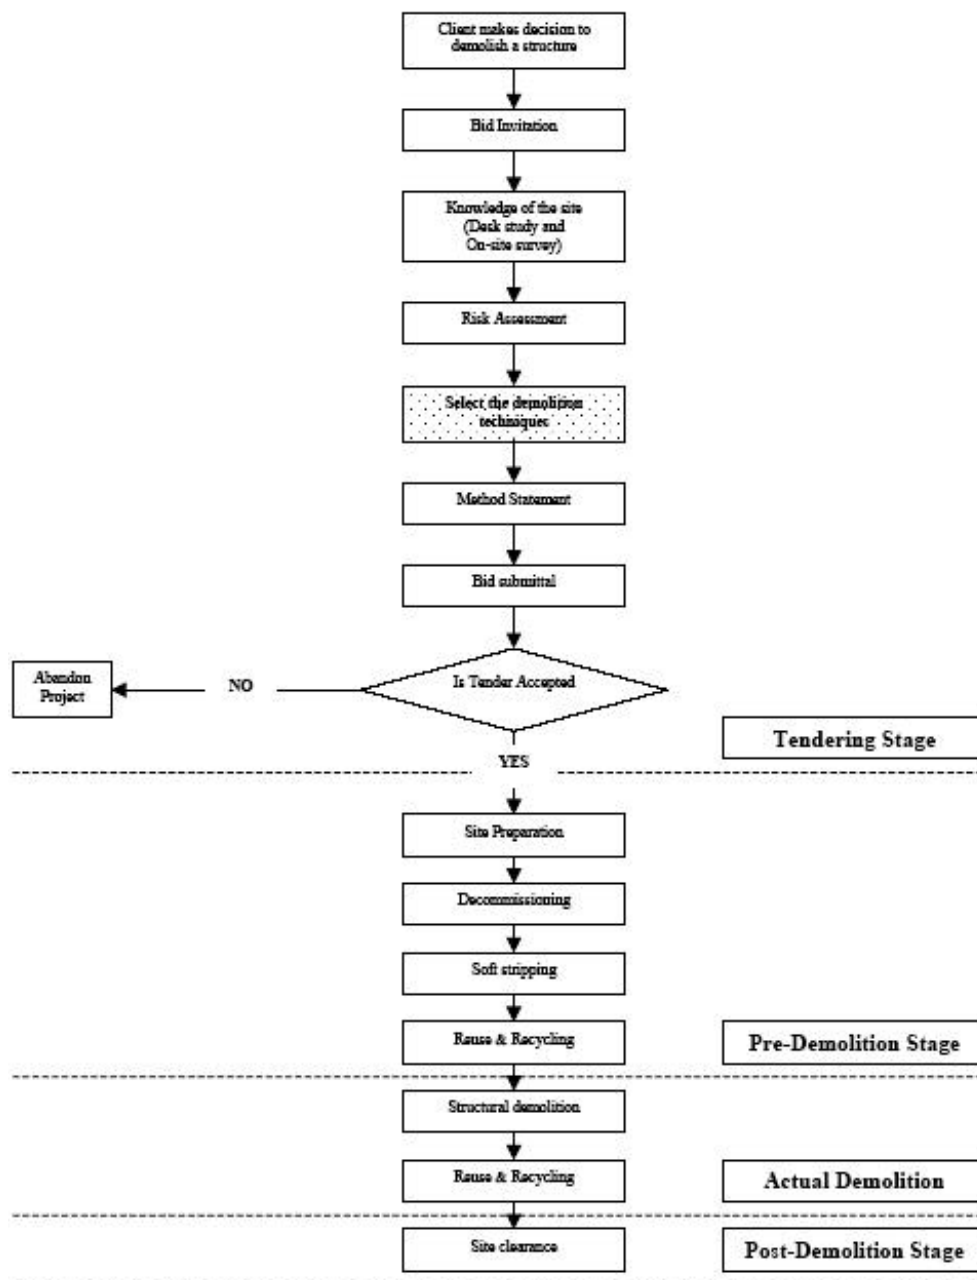 Client makes decision to
demolish a structure
Bid Invitation
Knowledge of the site
(Desk study and
On-site survey)
Risk Assessment
Select the demolition
techniques
Method Statement
Bid submittal
Is Tender Accepted
NO
Abandon
Project
Tendering Stage
YES
Site Preparation
Decommissioning
Soft stripping
Reuse & Recycling
Pre-Demolition Stage
Structural demolition
Reuse & Recycling
Actual Demolition
Site clearance
Post-Demolition Stage